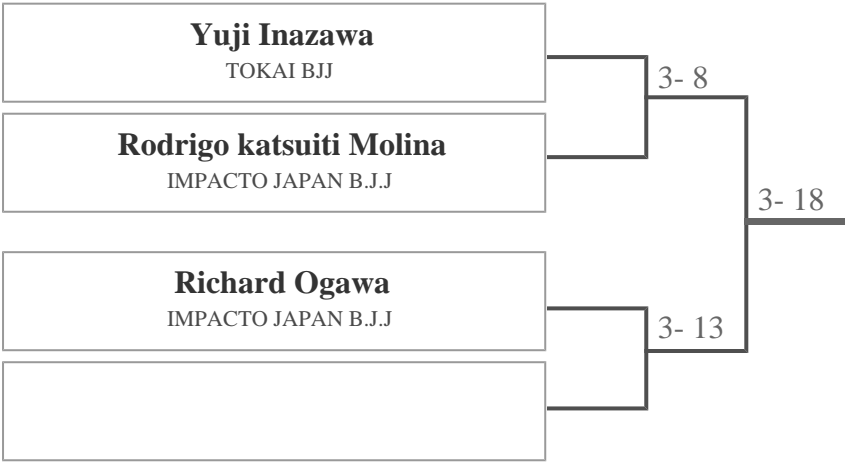 Yuji Inazawa
TOKAI BJJ
3- 8
Rodrigo katsuiti Molina
IMPACTO JAPAN B.J.J
3- 18
Richard Ogawa
IMPACTO JAPAN B.J.J
3- 13